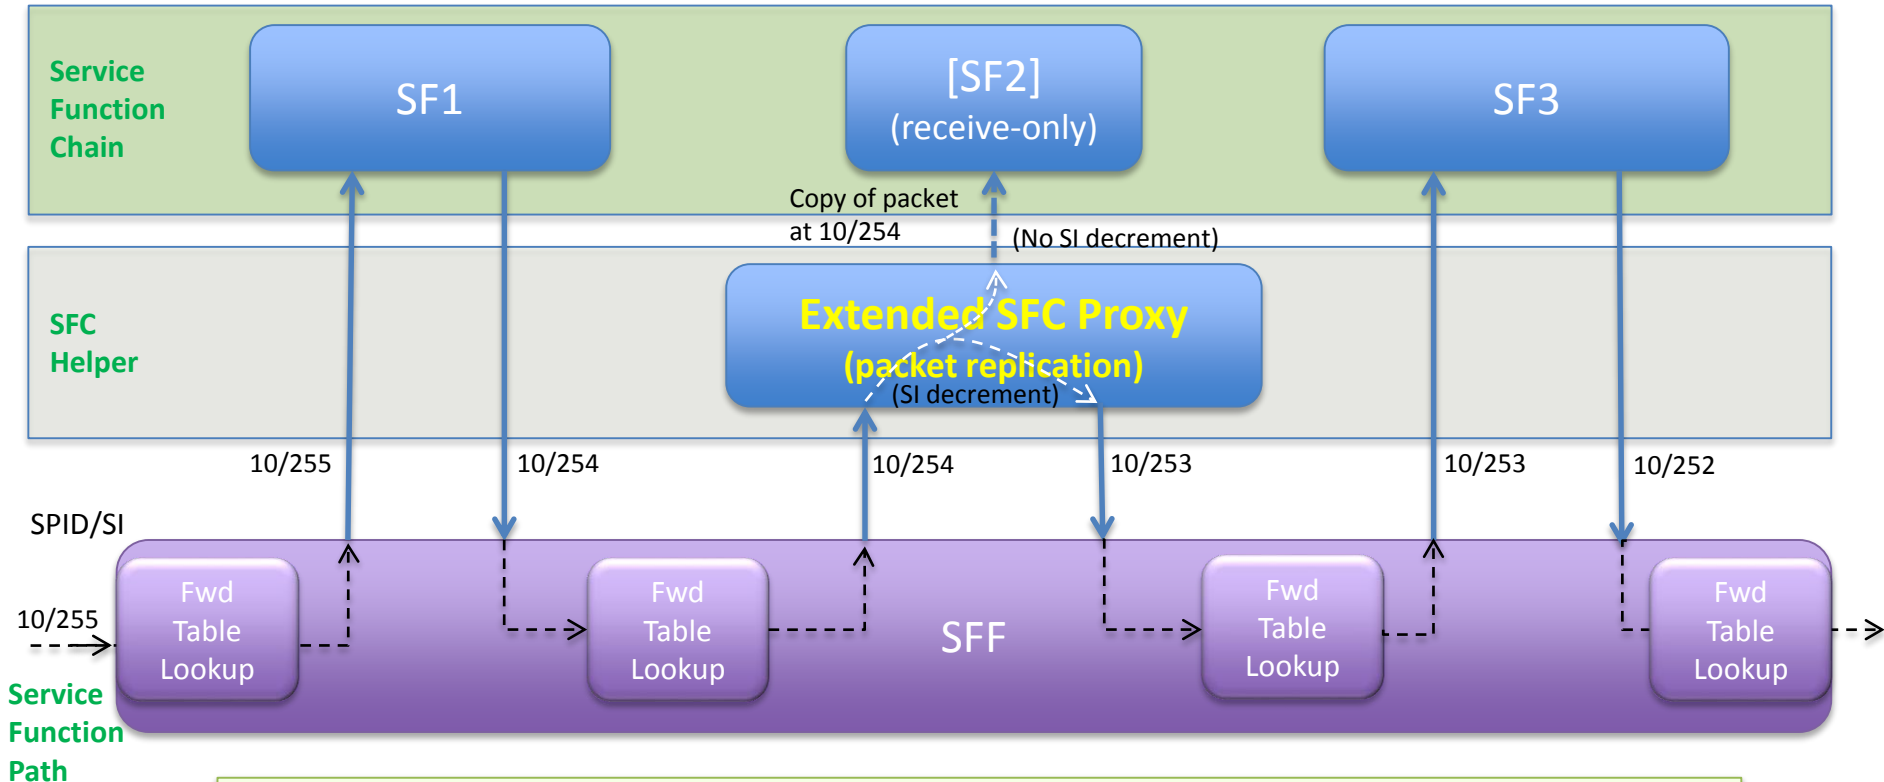 Service
Function
Chain
SF1
[SF2]
(receive-only)
SF3
Copy of packet
at 10/254
(No SI decrement)
SFC
Helper
Extended SFC Proxy
(packet replication)
(SI decrement)
10/255
10/254
10/254
10/253
10/253
10/252
SPID/SI
10/255
Fwd
Table
Lookup
Fwd
Table
Lookup
SFF
Fwd
Table
Lookup
Fwd
Table
Lookup
Service
Function
Path